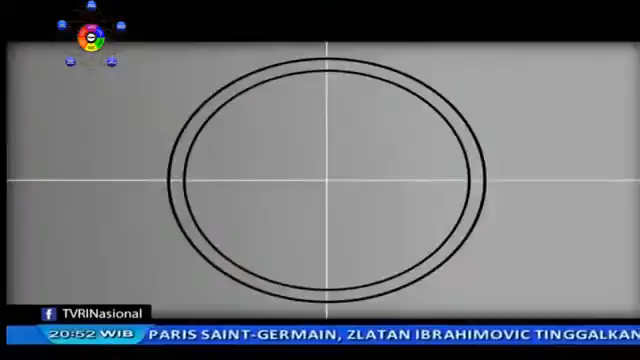 TVRINasional
20:52 WIB PARIS SAINT-GERMAIN, ZLATAN IBRAHIMOVIC TINGGALKAN